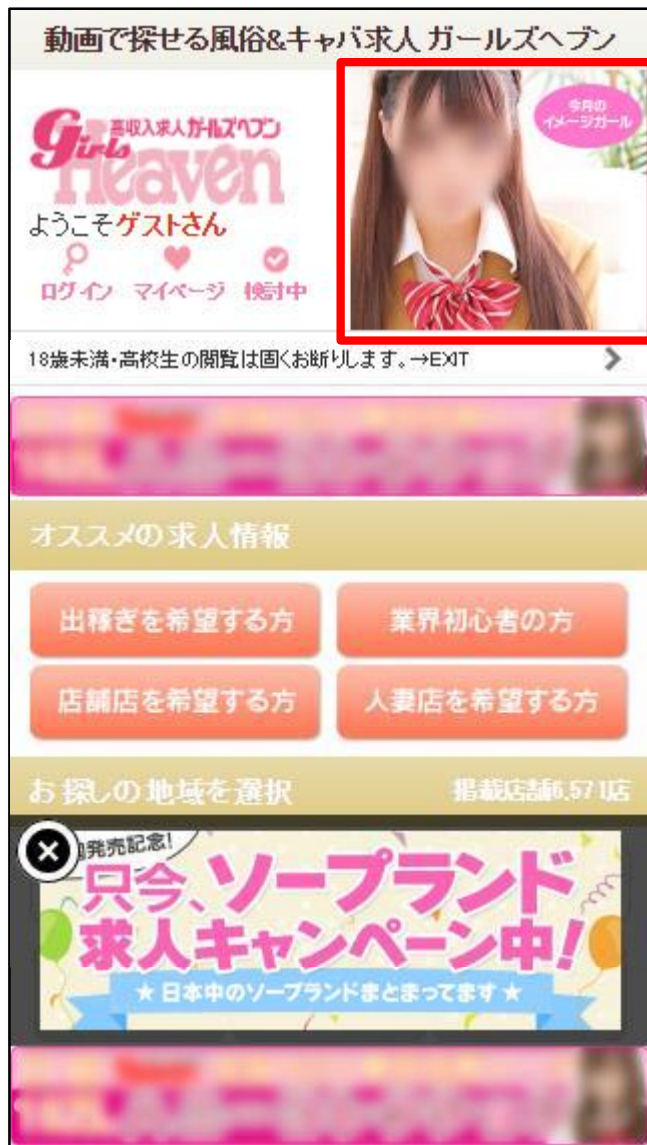 動画で探せる風俗&キャバ求人 ガールズヘブン
今月の
イメージガール
高収入求人ガールズヘブン
Girls
Heaven
ようこそゲストさん
ログイン マイページ 検討中
18歳未満・高校生の閲覧は固くお断りします。→EXIT
オススメの求人情報
出稼ぎを希望する方
業界初心者の方
店舗店を希望する方
人妻店を希望する方
お探しの地域を選択
掲載店舗6,571店
発売記念!
只今、ソープランド
求人キャンペーン中!
★日本中のソープランドまとまってます★